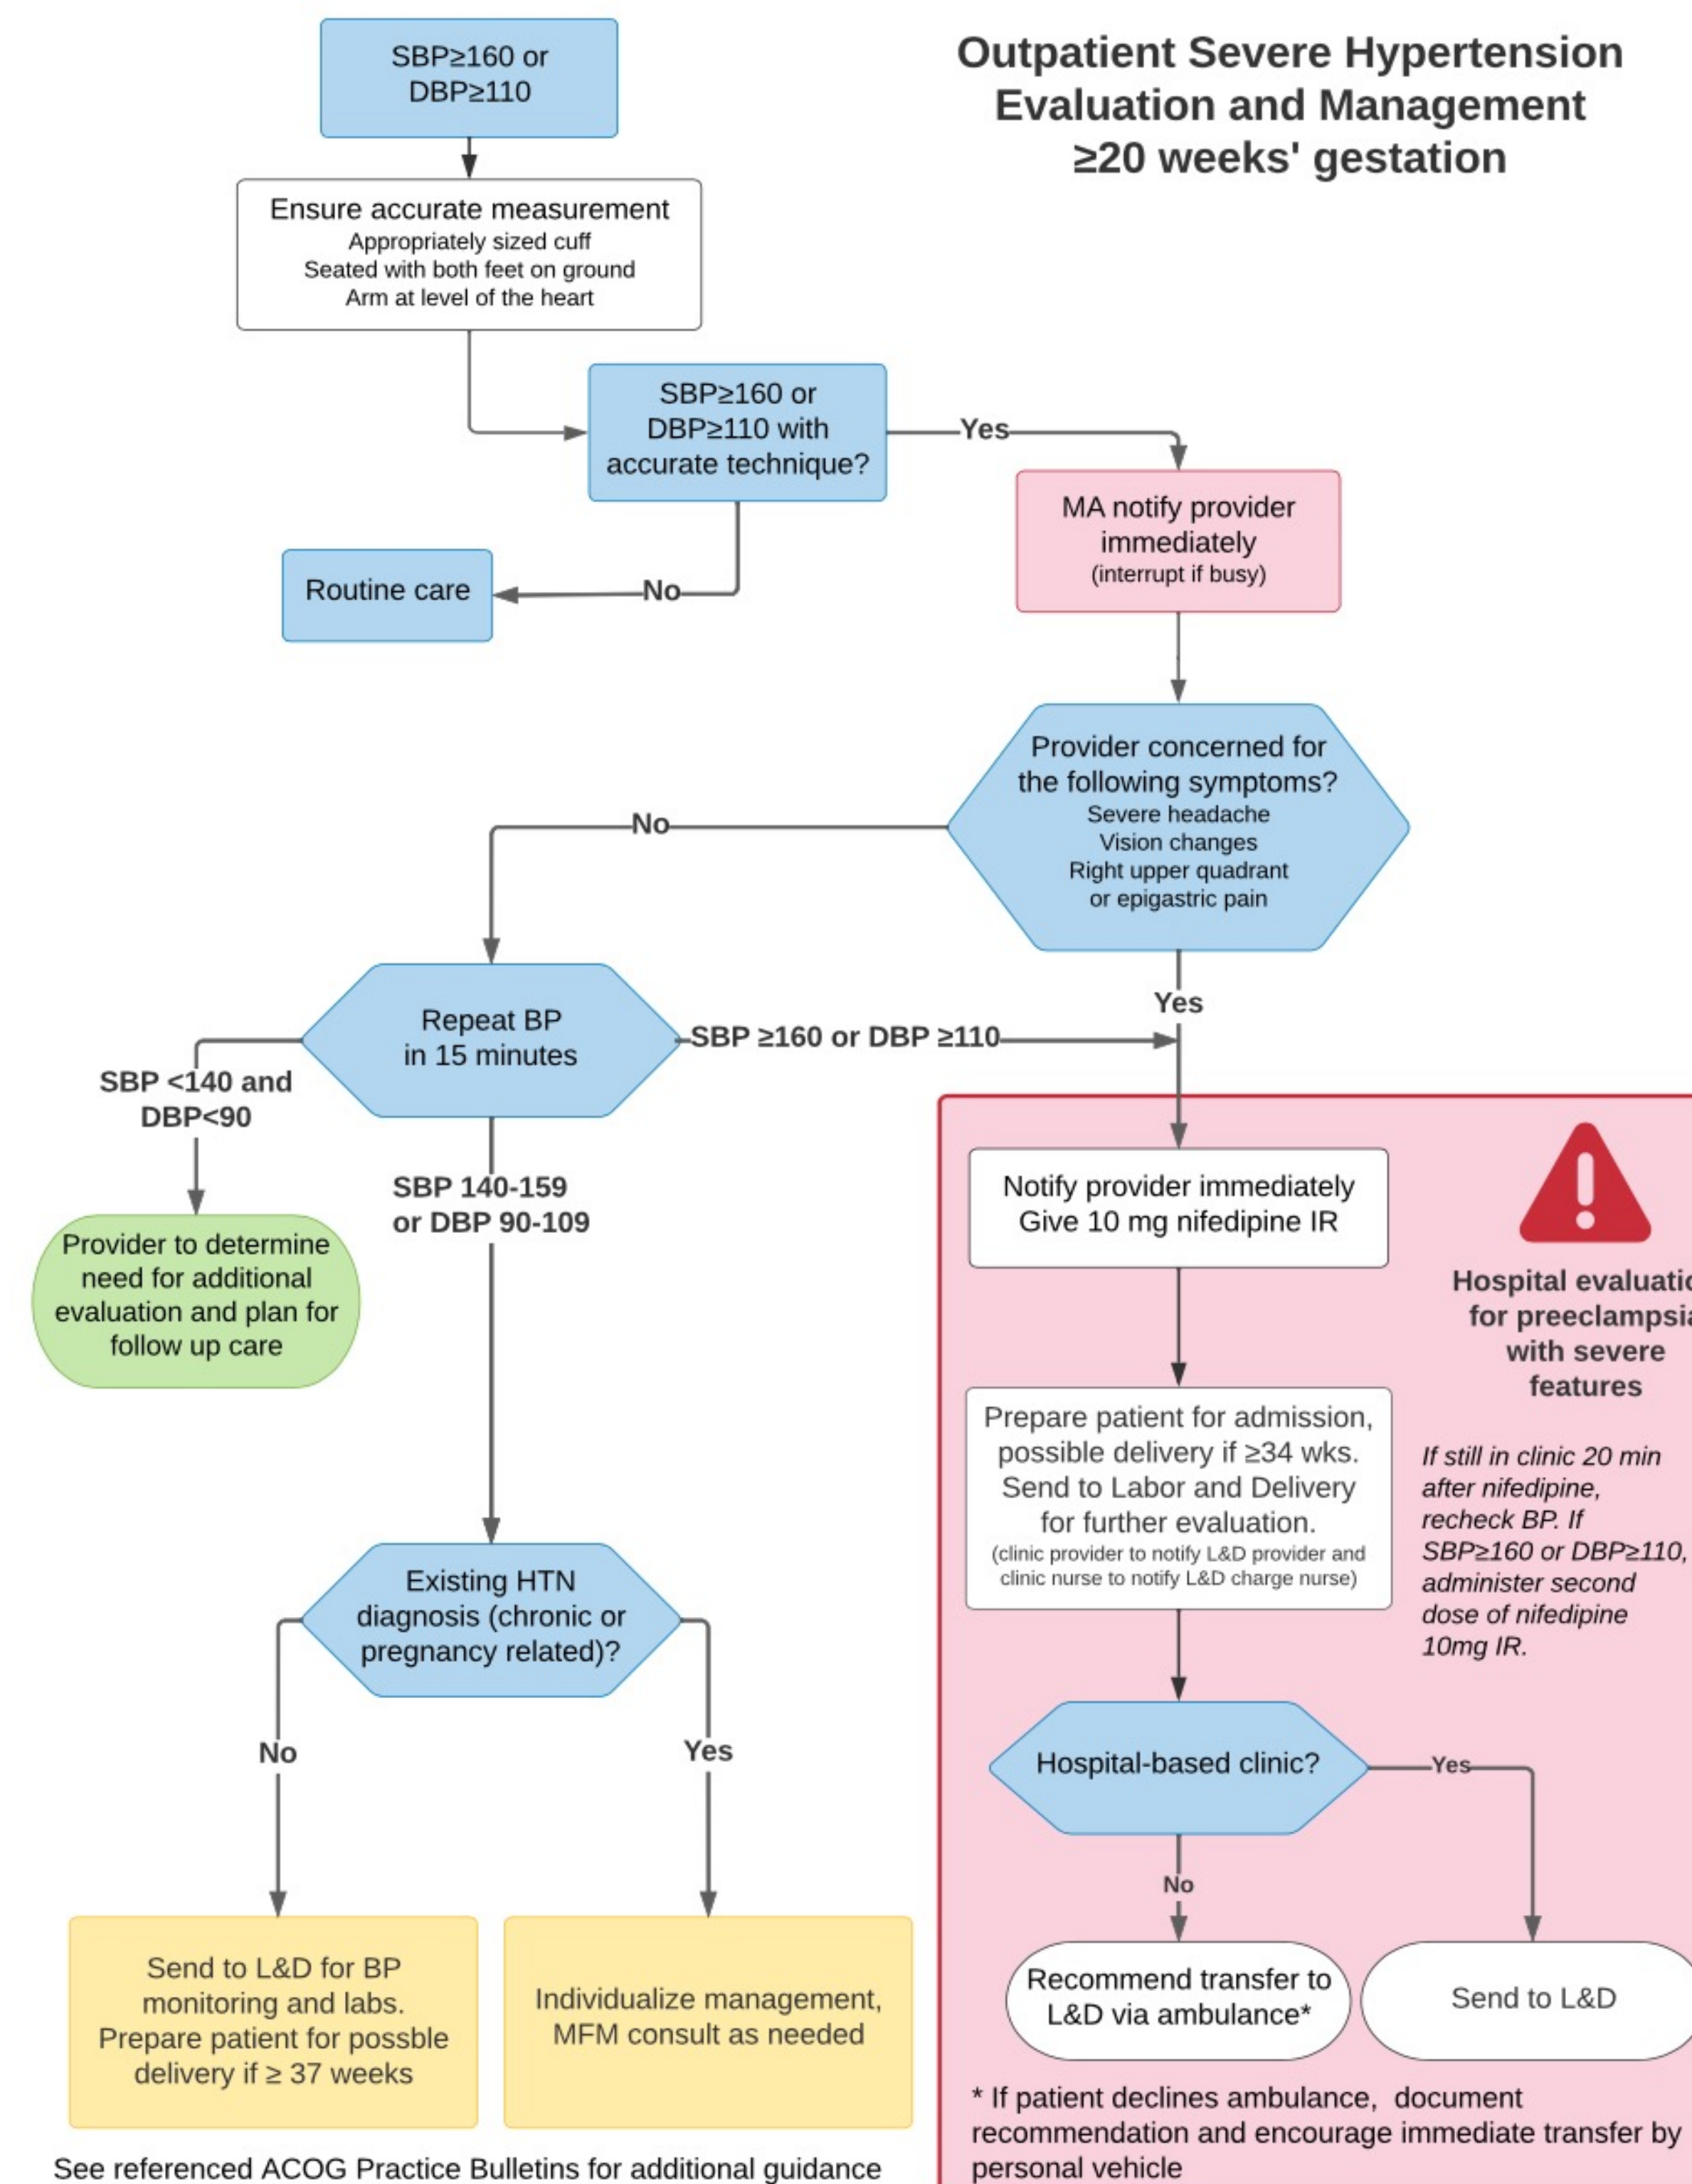 Outpatient Severe Hypertension
Evaluation and Management
≥20 weeks' gestation
SBP≥160 or
DBP≥110
Ensure accurate measurement
Appropriately sized cuff
Seated with both feet on ground
Arm at level of the heart
SBP≥160 or
DBP≥110 with
accurate technique?
Yes
MA notify provider
immediately
(interrupt if busy)
No
Routine care
Provider concerned for
the following symptoms?
Severe headache
Vision changes
Right upper quadrant
or epigastric pain
No
Yes
Repeat BP
in 15 minutes
SBP ≥160 or DBP ≥110
SBP <140 and
DBP<90
Provider to determine
need for additional
evaluation and plan for
follow up care
SBP 140-159
or DBP 90-109
Existing HTN
diagnosis (chronic or
pregnancy related)?
No
Yes
Send to L&D for BP
monitoring and labs.
Prepare patient for possble
delivery if ≥ 37 weeks
Individualize management,
MFM consult as needed
See referenced ACOG Practice Bulletins for additional guidance
Notify provider immediately
Give 10 mg nifedipine IR
Hospital evaluatio
for preeclampsia
with severe
features
Prepare patient for admission,
possible delivery if ≥34 wks.
Send to Labor and Delivery
for further evaluation.
(clinic provider to notify L&D provider and
clinic nurse to notify L&D charge nurse)
If still in clinic 20 min
after nifedipine,
recheck BP. If
SBP≥160 or DBP≥110,
administer second
dose of nifedipine
10mg IR.
Hospital-based clinic?
Yes
No
Recommend transfer to
L&D via ambulance*
Send to L&D
* If patient declines ambulance, document
recommendation and encourage immediate transfer by
personal vehicle